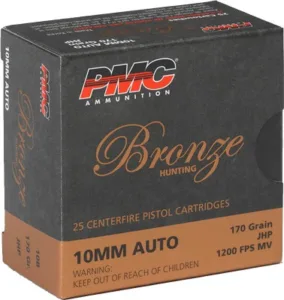 PMC
AMMUNITION
Bronze
HUNTING
25 CENTERFIRE PISTOL CARTRIDGES
10MM AUTO
170 Grain
JHP
1200 FPS MV
WARNING:
KEEP OUT OF REACH OF CHILDREN